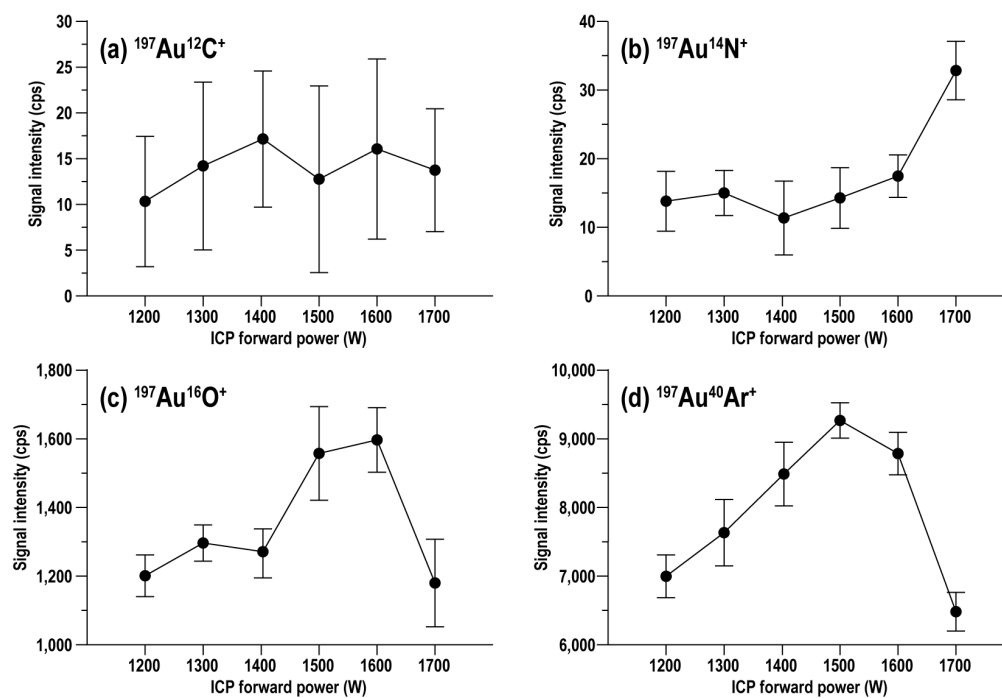 (a) ¹⁹⁷Au¹²C⁺
Signal intensity (cps)
30
25
20
15
10
5
0
1200 1300 1400 1500 1600 1700
ICP forward power (W)
(b) ¹⁹⁷Au¹⁴N⁺
Signal intensity (cps)
40
30
20
10
0
1200 1300 1400 1500 1600 1700
ICP forward power (W)
(c) ¹⁹⁷Au¹⁶O⁺
Signal intensity (cps)
1,800
1,600
1,400
1,200
1,000
1200 1300 1400 1500 1600 1700
ICP forward power (W)
(d) ¹⁹⁷Au⁴⁰Ar⁺
Signal intensity (cps)
10,000
9,000
8,000
7,000
6,000
1200 1300 1400 1500 1600 1700
ICP forward power (W)